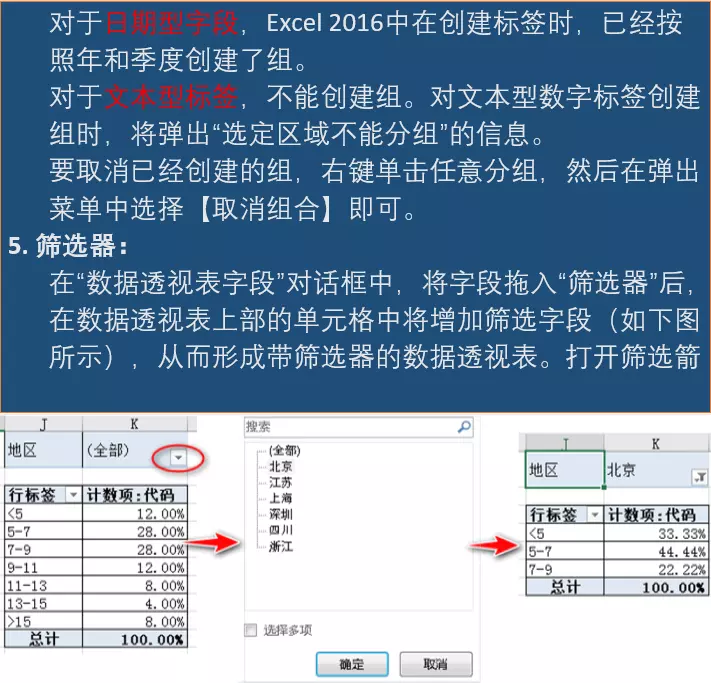 对于日期型字段，Excel 2016中在创建标签时，已经按
照年和季度创建了组。
对于文本型标签，不能创建组。对文本型数字标签创建
组时，将弹出“选定区域不能分组”的信息。
要取消已经创建的组，右键单击任意分组，然后在弹出
菜单中选择【取消组合】即可。
5. 筛选器：
在“数据透视表字段”对话框中，将字段拖入“筛选器”后，
在数据透视表上部的单元格中将增加筛选字段（如下图
所示），从而形成带筛选器的数据透视表。打开筛选箭
J K
地区 (全部)
行标签 计数项:代码
<5 12.00%
5-7 28.00%
7-9 28.00%
9-11 12.00%
11-13 8.00%
13-15 4.00%
>15 8.00%
总计 100.00%
搜索
(全部)
北京
江苏
上海
深圳
四川
浙江
选择多项
确定 取消
J K
地区 北京
行标签 计数项:代码
<5 33.33%
5-7 44.44%
7-9 22.22%
总计 100.00%